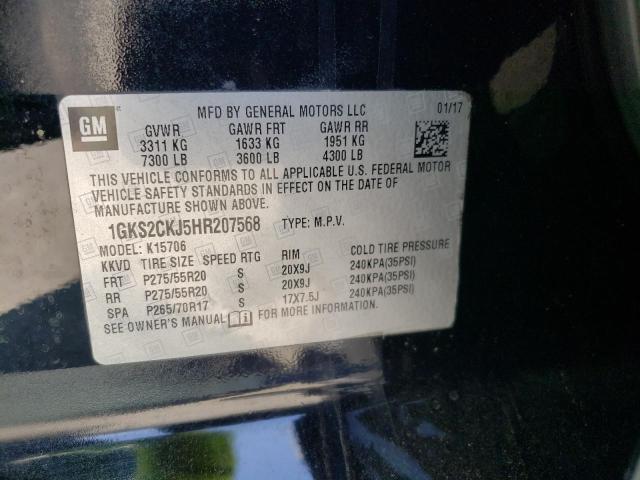 MFD BY GENERAL MOTORS LLC 01/17
GM
GVWR GAWR FRT GAWR RR
3311 KG 1633 KG 1951 KG
7300 LB 3600 LB 4300 LB
THIS VEHICLE CONFORMS TO ALL APPLICABLE U.S. FEDERAL MOTOR
VEHICLE SAFETY STANDARDS IN EFFECT ON THE DATE OF
MANUFACTURE SHOWN ABOVE.
1GKS2CKJ5HR207568 TYPE: M.P.V.
MODEL: K15706
KKVD TIRE SIZE SPEED RTG RIM COLD TIRE PRESSURE
FRT P275/55R20 S 20X9J 240KPA(35PSI)
RR P275/55R20 S 20X9J 240KPA(35PSI)
SPA P265/70R17 S 17X7.5J 240KPA(35PSI)
SEE OWNER'S MANUAL FOR MORE INFORMATION.